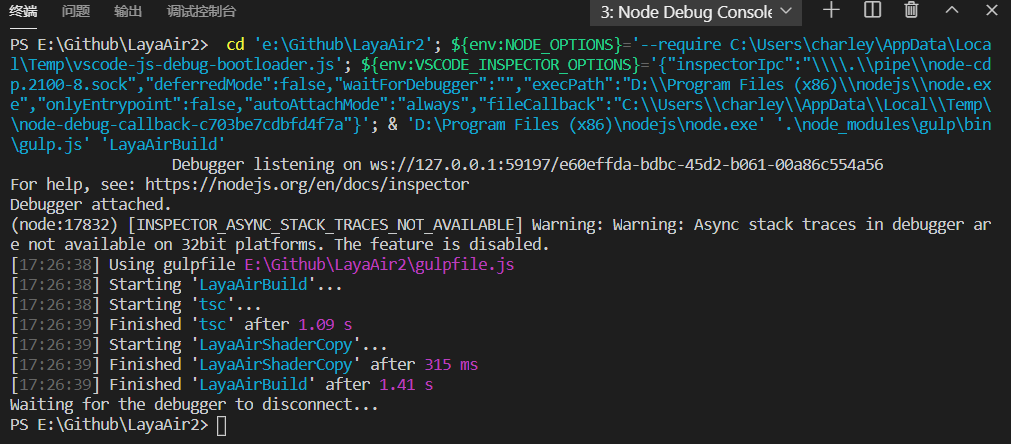 终端 问题 输出 调试控制台 3: Node Debug Console
PS E:\Github\LayaAir2> cd 'e:\Github\LayaAir2'; ${env:NODE_OPTIONS}='--require C:\Users\charley\AppData\Loca
l\Temp\vscode-js-debug-bootloader.js'; ${env:VSCODE_INSPECTOR_OPTIONS}='{"inspectorIpc":"\\\\.\\pipe\\node-cd
p.2100-8.sock","deferredMode":false,"waitForDebugger":"","execPath":"D:\\Program Files (x86)\\nodejs\\node.ex
e","onlyEntrypoint":false,"autoAttachMode":"always","fileCallback":"C:\\Users\\charley\\AppData\\Local\\Temp\
\node-debug-callback-c703be7cdbfd4f7a"}'; & 'D:\Program Files (x86)\nodejs\node.exe' '.\node_modules\gulp\bin
\gulp.js' 'LayaAirBuild'
Debugger listening on ws://127.0.0.1:59197/e60effda-bdbc-45d2-b061-00a86c554a56
For help, see: https://nodejs.org/en/docs/inspector
Debugger attached.
(node:17832) [INSPECTOR_ASYNC_STACK_TRACES_NOT_AVAILABLE] Warning: Warning: Async stack traces in debugger ar
e not available on 32bit platforms. The feature is disabled.
[17:26:38] Using gulpfile E:\Github\LayaAir2\gulpfile.js
[17:26:38] Starting 'LayaAirBuild'...
[17:26:38] Starting 'tsc'...
[17:26:39] Finished 'tsc' after 1.09 s
[17:26:39] Starting 'LayaAirShaderCopy'...
[17:26:39] Finished 'LayaAirShaderCopy' after 315 ms
[17:26:39] Finished 'LayaAirBuild' after 1.41 s
Waiting for the debugger to disconnect...
PS E:\Github\LayaAir2>